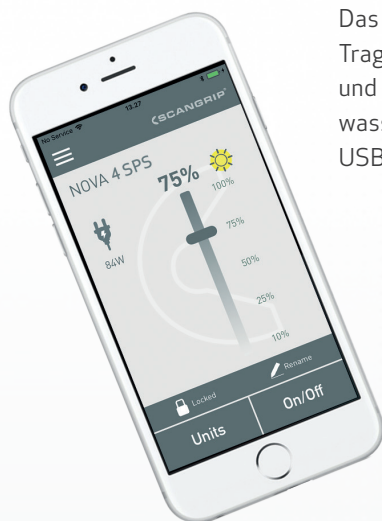 Das
Trag
und
wass
USB
No Service 13.27
SCANGRIP®
NOVA 4 SPS 75%
100%
84W 75%
50%
25%
10%
Locked Rename
Units On/Off